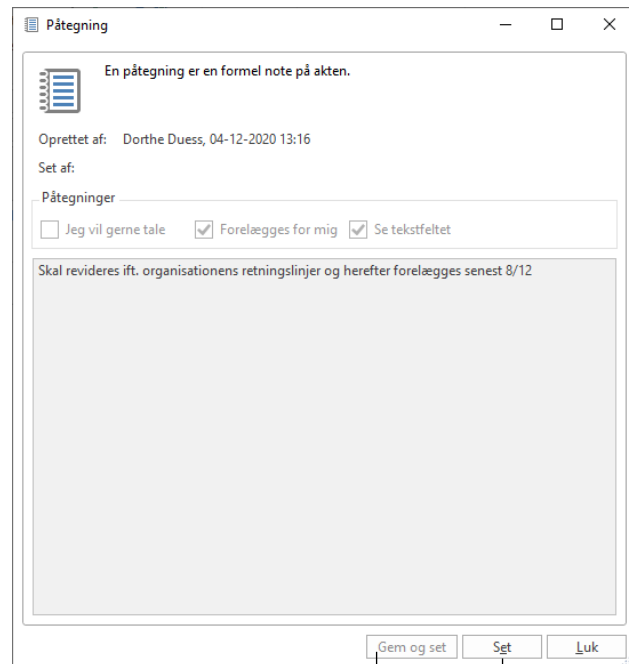 Påtegning
En påtegning er en formel note på akten.
Oprettet af: Dorthe Duess, 04-12-2020 13:16
Set af:
Påtegninger
Jeg vil gerne tale Forelægges for mig Se tekstfeltet
Skal revideres ift. organisationens retningslinjer og herefter forelægges senest 8/12
Gem og set Set Luk